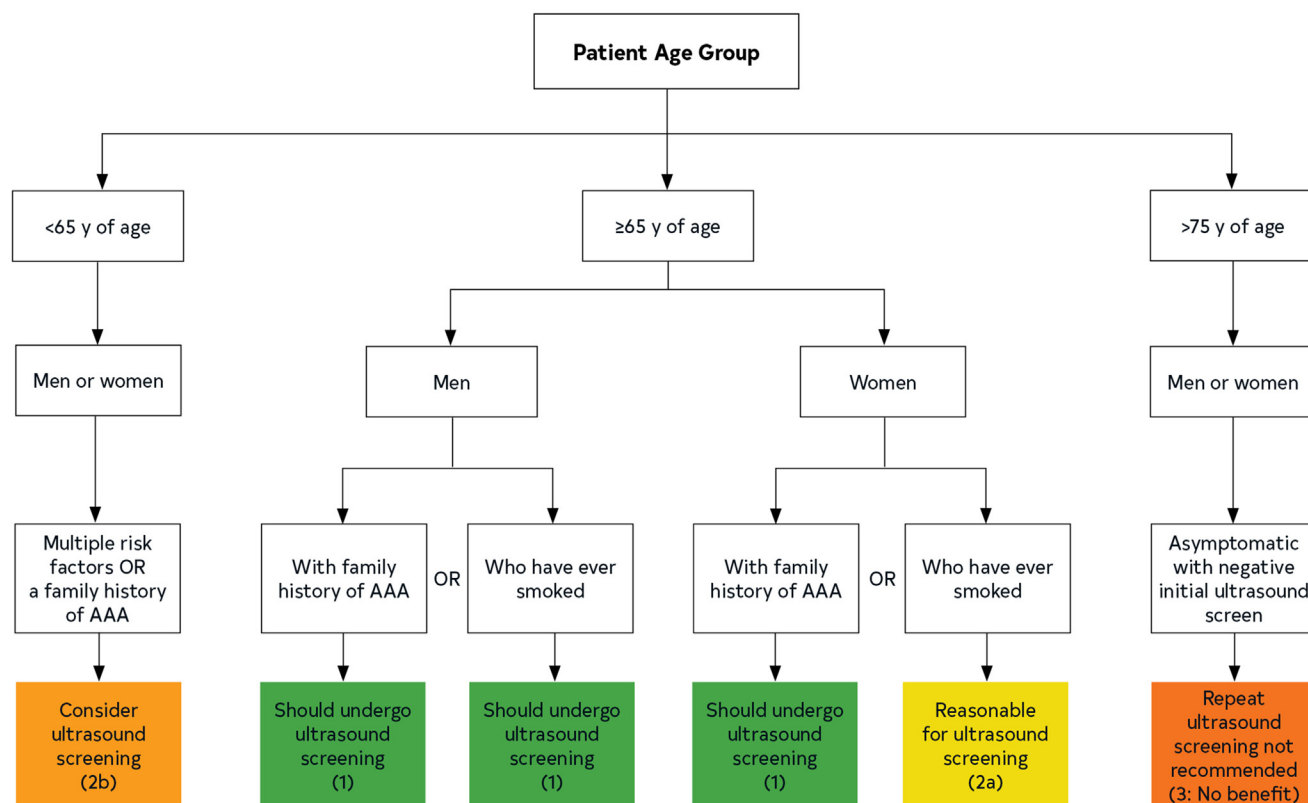 Patient Age Group
<65 y of age
≥65 y of age
>75 y of age
Men or women
Men
Women
Men or women
Multiple risk
factors OR
a family history
of AAA
With family
history of AAA
OR
Who have ever
smoked
With family
history of AAA
OR
Who have ever
smoked
Asymptomatic
with negative
initial ultrasound
screen
Consider
ultrasound
screening
(2b)
Should undergo
ultrasound
screening
(1)
Should undergo
ultrasound
screening
(1)
Should undergo
ultrasound
screening
(1)
Reasonable
for ultrasound
screening
(2a)
Repeat
ultrasound
screening not
recommended
(3: No benefit)